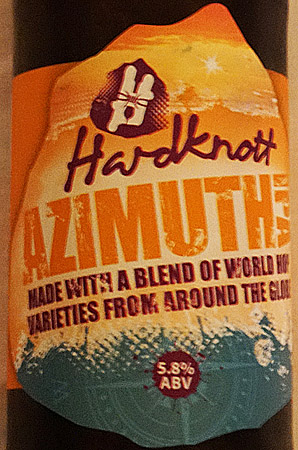 Hardknott
AZIMUTH
MADE WITH A BLEND OF WORLD
VARIETIES FROM AROUND THE
5.8%
ABV